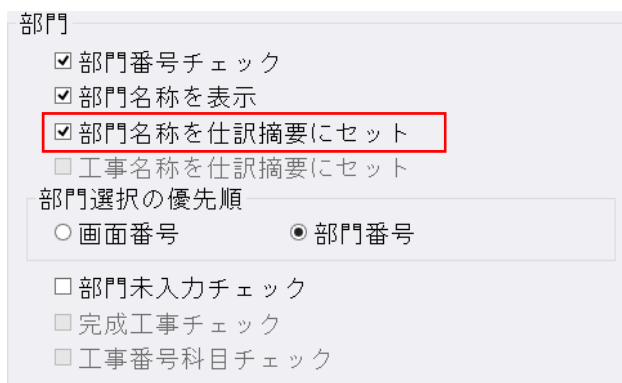 部門
部門番号チェック
部門名称を表示
部門名称を仕訳摘要にセット
工事名称を仕訳摘要にセット
部門選択の優先順
画面番号 部門番号
部門未入力チェック
完成工事チェック
工事番号科目チェック